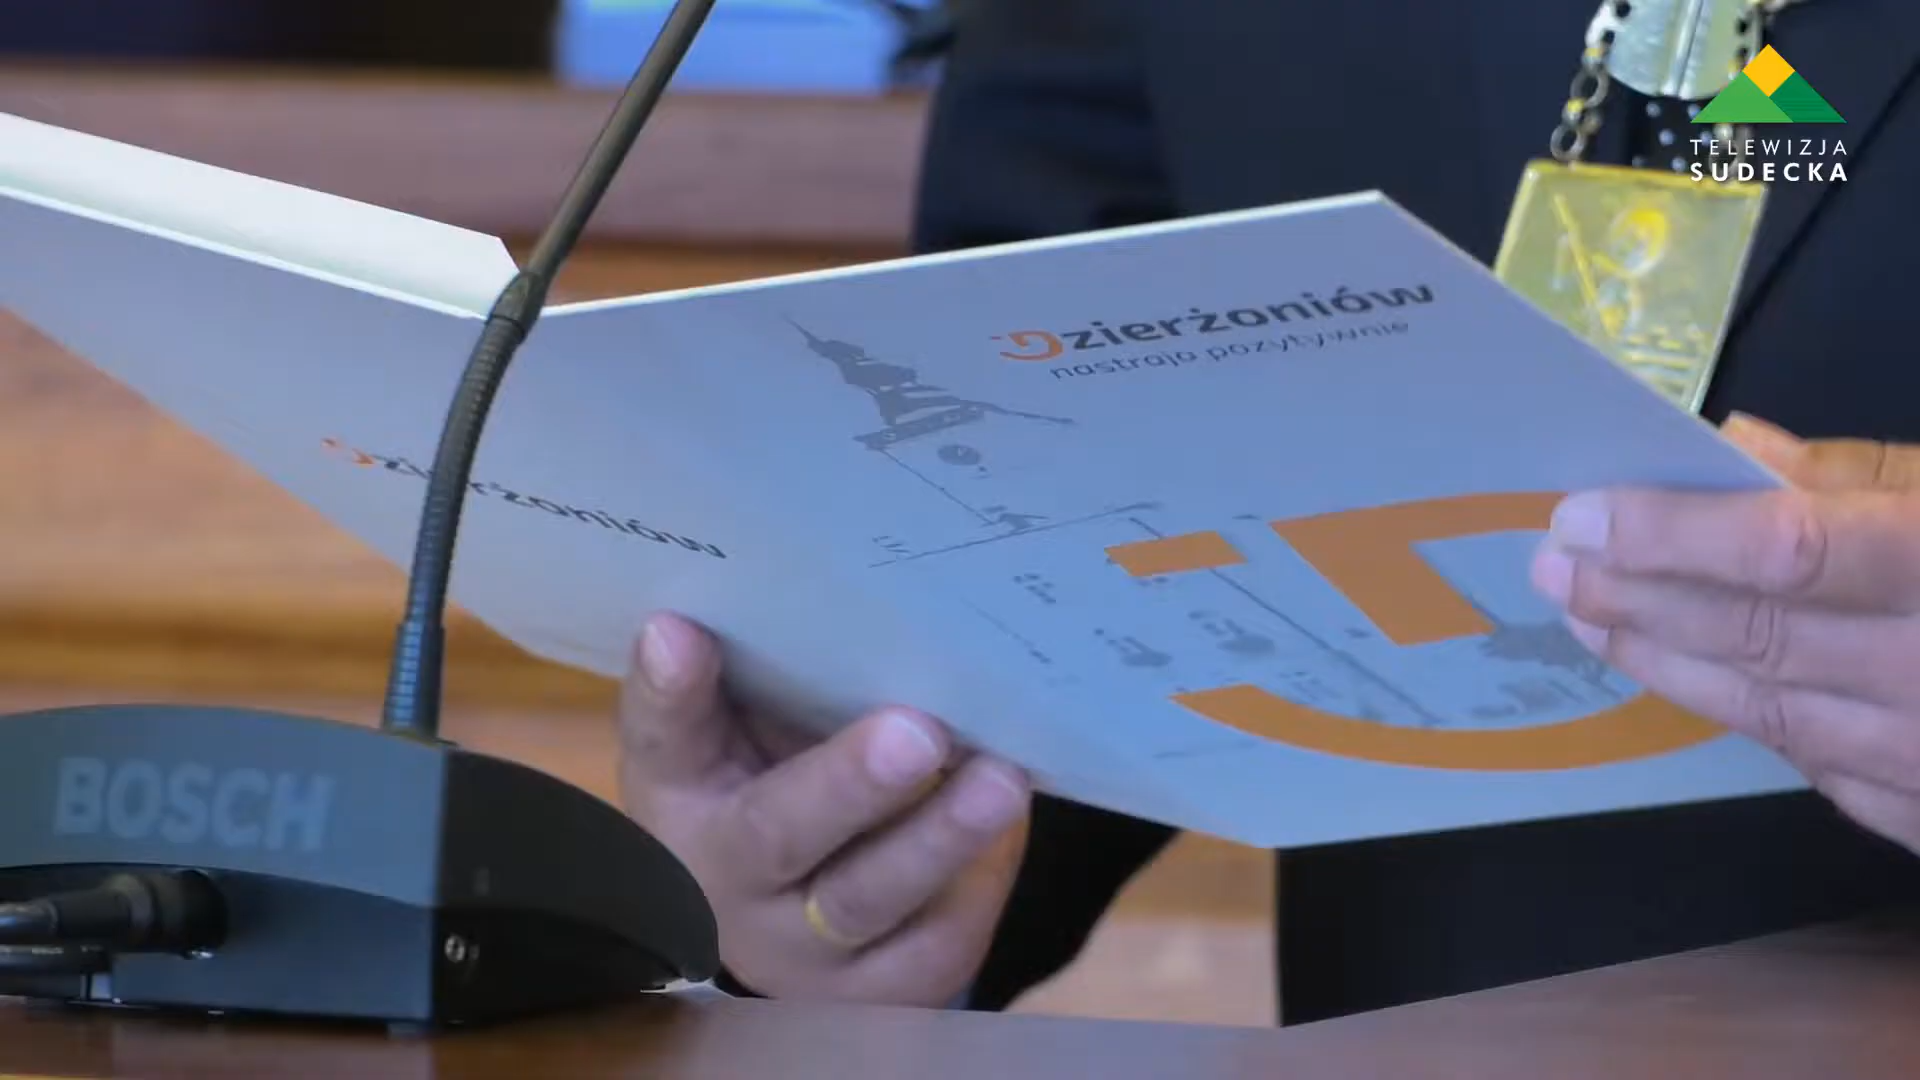 TELEWIZJA
SUDECKA
Dzierżoniów
nastraja pozytywnie
Dzierżoniów
BOSCH